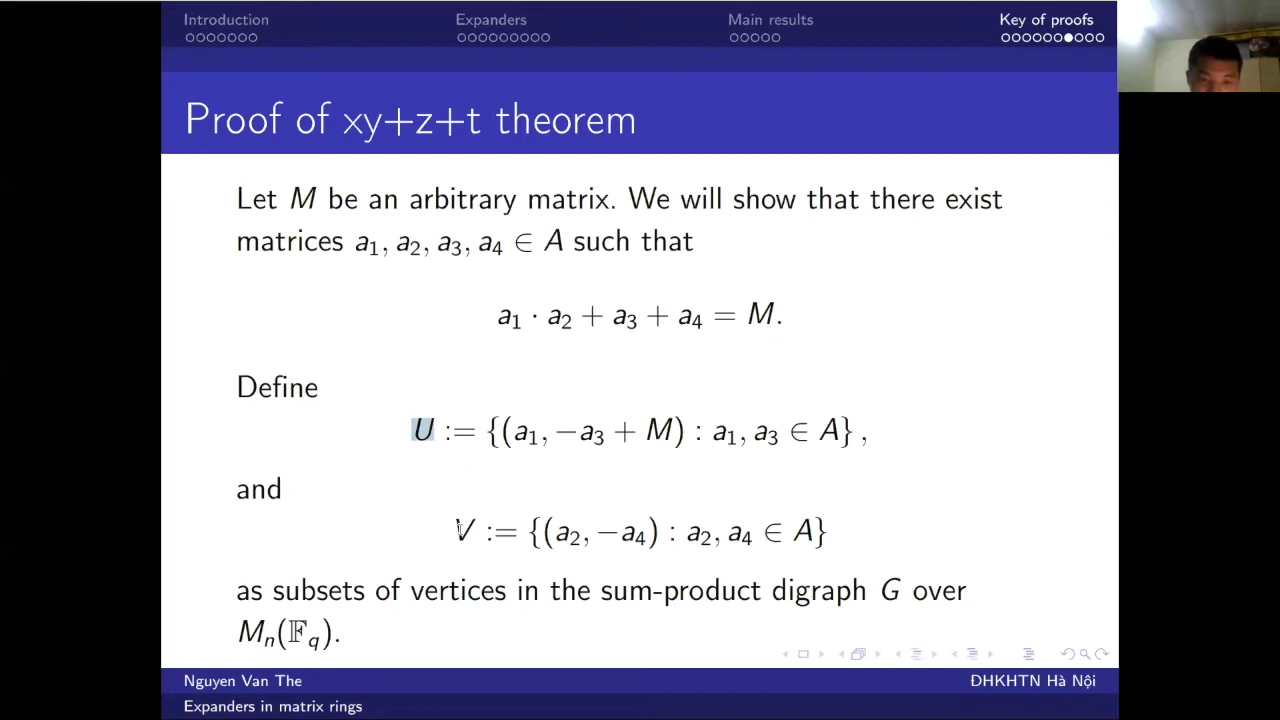 Introduction Expanders Main results Key of proofs
Proof of xy+z+t theorem
Let M be an arbitrary matrix. We will show that there exist
matrices a₁, a₂, a₃, a₄ ∈ A such that
a₁ · a₂ + a₃ + a₄ = M.
Define
U := {(a₁, −a₃ + M) : a₁, a₃ ∈ A} ,
and
V := {(a₂, −a₄) : a₂, a₄ ∈ A}
as subsets of vertices in the sum-product digraph G over
Mₙ(𝔽_q).
Nguyen Van The ĐHKHTN Hà Nội
Expanders in matrix rings